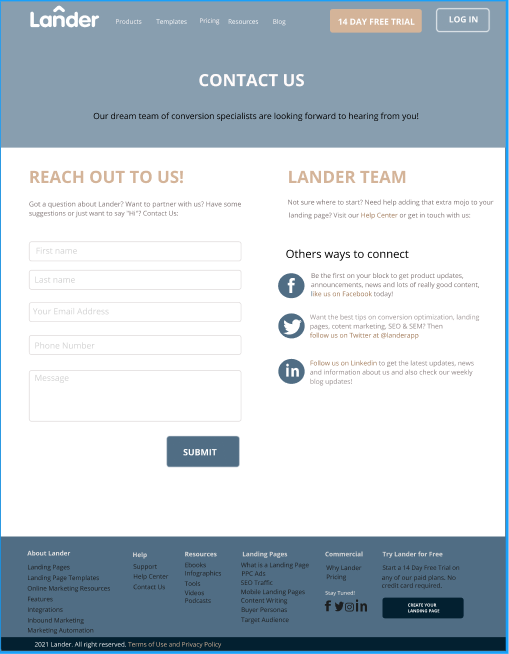 Lander
Products Templates Pricing Resources Blog
14 DAY FREE TRIAL
LOG IN
CONTACT US
Our dream team of conversion specialists are looking forward to hearing from you!
REACH OUT TO US!
Got a question about Lander? Want to partner with us? Have some
suggestions or just want to say "Hi"? Contact Us:
First name
Last name
Your Email Address
Phone Number
Message
SUBMIT
LANDER TEAM
Not sure where to start? Need help adding that extra mojo to your
landing page? Visit our Help Center or get in touch with us:
Others ways to connect
Be the first on your block to get product updates,
announcements, news and lots of really good content,
like us on Facebook today!
Want the best tips on conversion optimization, landing
pages, cotent marketing, SEO & SEM? Then
follow us on Twitter at @landerapp
Follow us on Linkedin to get the latest updates, news
and information about us and also check our weekly
blog updates!
About Lander
Landing Pages
Landing Page Templates
Online Marketing Resources
Features
Integrations
Inbound Marketing
Marketing Automation
Help
Support
Help Center
Contact Us
Resources
Ebooks
Infographics
Tools
Videos
Podcasts
Landing Pages
What is a Landing Page
PPC Ads
SEO Traffic
Mobile Landing Pages
Content Writing
Buyer Personas
Target Audience
Commercial
Why Lander
Pricing
Stay Tuned!
Try Lander for Free
Start a 14 Day Free Trial on
any of our paid plans. No
credit card required.
CREATE YOUR
LANDING PAGE
2021 Lander. All right reserved. Terms of Use and Privacy Policy